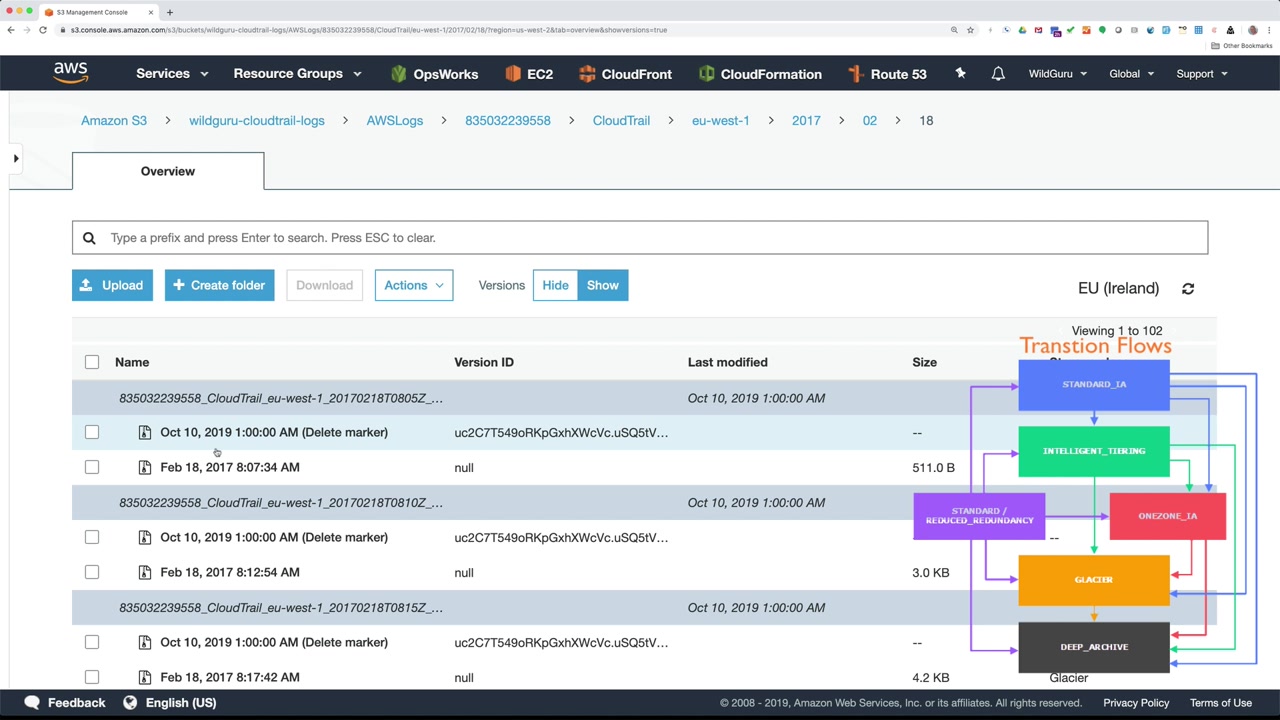 S3 Management Console
s3.console.aws.amazon.com/s3/buckets/wildguru-cloudtrail-logs/AWSLogs/835032239558/CloudTrail/eu-west-1/2017/02/18/?region=us-west-2&tab=overview&showversions=true
Other Bookmarks
aws Services Resource Groups OpsWorks EC2 CloudFront CloudFormation Route 53 WildGuru Global Support
Amazon S3 > wildguru-cloudtrail-logs > AWSLogs > 835032239558 > CloudTrail > eu-west-1 > 2017 > 02 > 18
Overview
Type a prefix and press Enter to search. Press ESC to clear.
Upload Create folder Download Actions Versions Hide Show EU (Ireland)
Viewing 1 to 102
Name Version ID Last modified Size
835032239558_CloudTrail_eu-west-1_20170218T0805Z_... Oct 10, 2019 1:00:00 AM
Oct 10, 2019 1:00:00 AM (Delete marker) uc2C7T549oRKpGxhXWcVc.uSQ5tV... --
Feb 18, 2017 8:07:34 AM null 511.0 B
835032239558_CloudTrail_eu-west-1_20170218T0810Z_... Oct 10, 2019 1:00:00 AM
Oct 10, 2019 1:00:00 AM (Delete marker) uc2C7T549oRKpGxhXWcVc.uSQ5tV... --
Feb 18, 2017 8:12:54 AM null 3.0 KB
835032239558_CloudTrail_eu-west-1_20170218T0815Z_... Oct 10, 2019 1:00:00 AM
Oct 10, 2019 1:00:00 AM (Delete marker) uc2C7T549oRKpGxhXWcVc.uSQ5tV... --
Feb 18, 2017 8:17:42 AM null 4.2 KB Glacier
Transtion Flows
STANDARD_IA
INTELLIGENT_TIERING
STANDARD /
REDUCED_REDUNDANCY
ONEZONE_IA
GLACIER
DEEP_ARCHIVE
Feedback English (US) © 2008 - 2019, Amazon Web Services, Inc. or its affiliates. All rights reserved. Privacy Policy Terms of Use